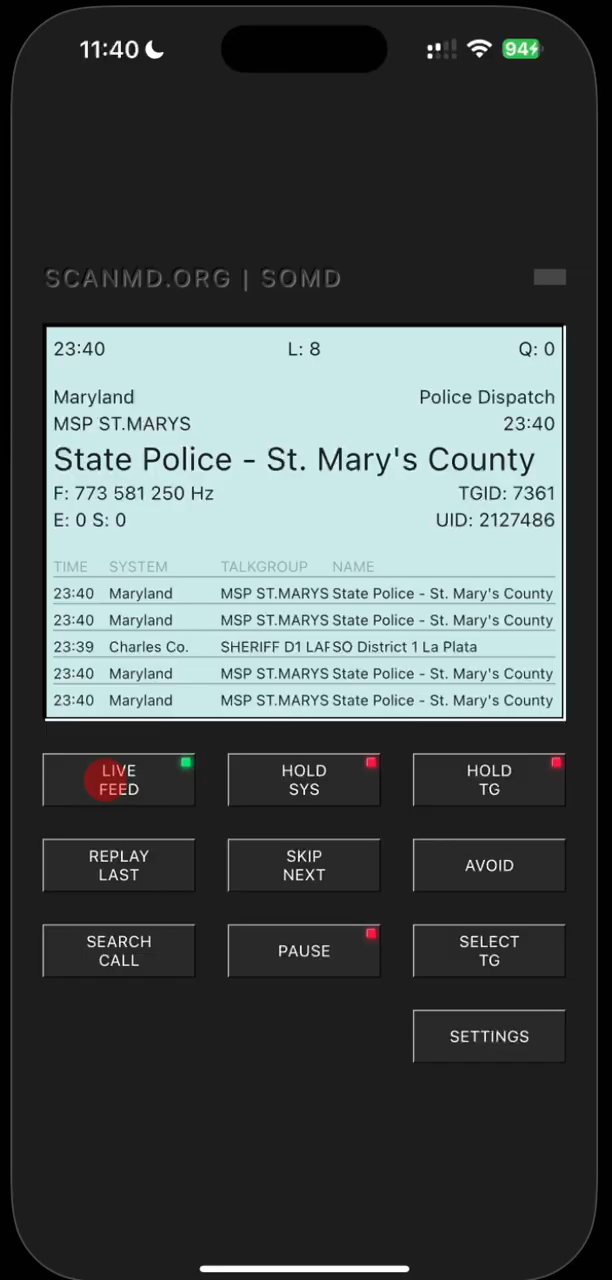 11:40
94
SCANMD.ORG | SOMD
23:40 L: 8 Q: 0
Maryland Police Dispatch
MSP ST.MARYS 23:40
State Police - St. Mary's County
F: 773 581 250 Hz TGID: 7361
E: 0 S: 0 UID: 2127486
TIME SYSTEM TALKGROUP NAME
23:40 Maryland MSP ST.MARYS State Police - St. Mary's County
23:40 Maryland MSP ST.MARYS State Police - St. Mary's County
23:39 Charles Co. SHERIFF D1 LAP SO District 1 La Plata
23:40 Maryland MSP ST.MARYS State Police - St. Mary's County
23:40 Maryland MSP ST.MARYS State Police - St. Mary's County
LIVE
FEED
HOLD
SYS
HOLD
TG
REPLAY
LAST
SKIP
NEXT
AVOID
SEARCH
CALL
PAUSE
SELECT
TG
SETTINGS